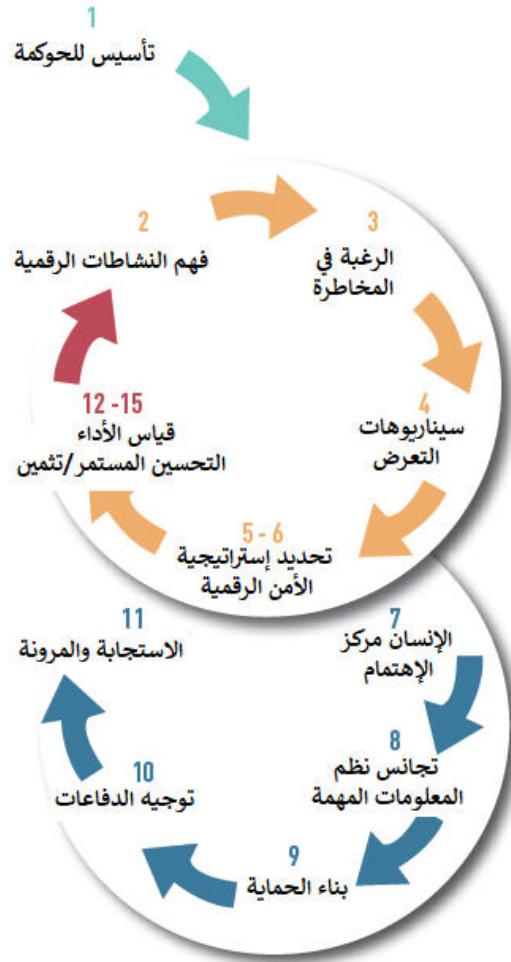 1
تأسيس للحوكمة
2
فهم النشاطات الرقمية
3
الرغبة في
المخاطرة
4
سيناريوهات
التعرض
5 - 6
تحديد إستراتيجية
الأمن الرقمية
7
الإنسان مركز
الإهتمام
8
تجانس نظم
المعلومات المهمة
9
بناء الحماية
10
توجيه الدفاعات
11
الاستجابة والمرونة
12 -15
قياس الأداء
التحسين المستمر/تثمين